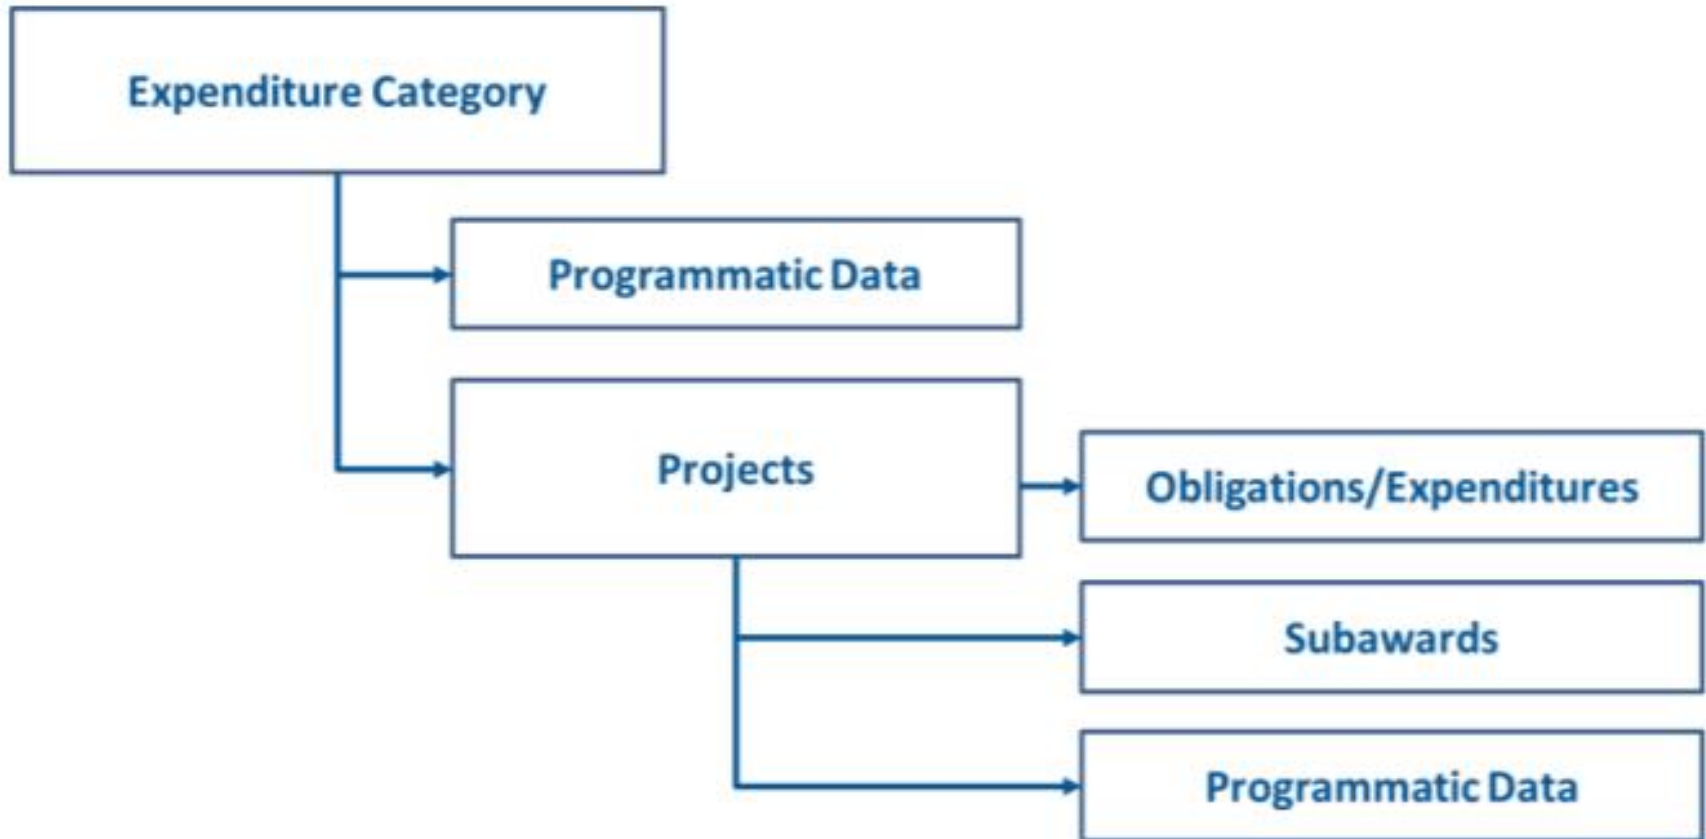 Expenditure Category
Programmatic Data
Projects
Obligations/Expenditures
Subawards
Programmatic Data